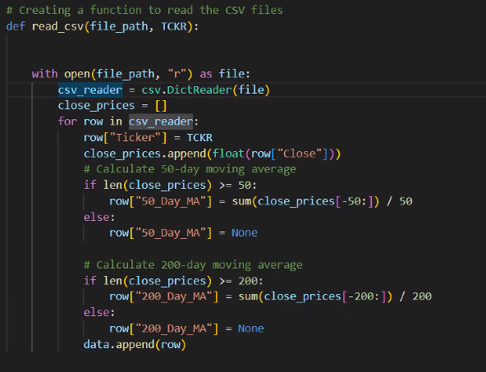 # Creating a function to read the CSV files
def read_csv(file_path, TCKR):
    with open(file_path, "r") as file:
        csv_reader = csv.DictReader(file)
        close_prices = []
        for row in csv_reader:
            row["Ticker"] = TCKR
            close_prices.append(float(row["Close"]))
            # Calculate 50-day moving average
            if len(close_prices) >= 50:
                row["50_Day_MA"] = sum(close_prices[-50:]) / 50
            else:
                row["50_Day_MA"] = None
            # Calculate 200-day moving average
            if len(close_prices) >= 200:
                row["200_Day_MA"] = sum(close_prices[-200:]) / 200
            else:
                row["200_Day_MA"] = None
            data.append(row)